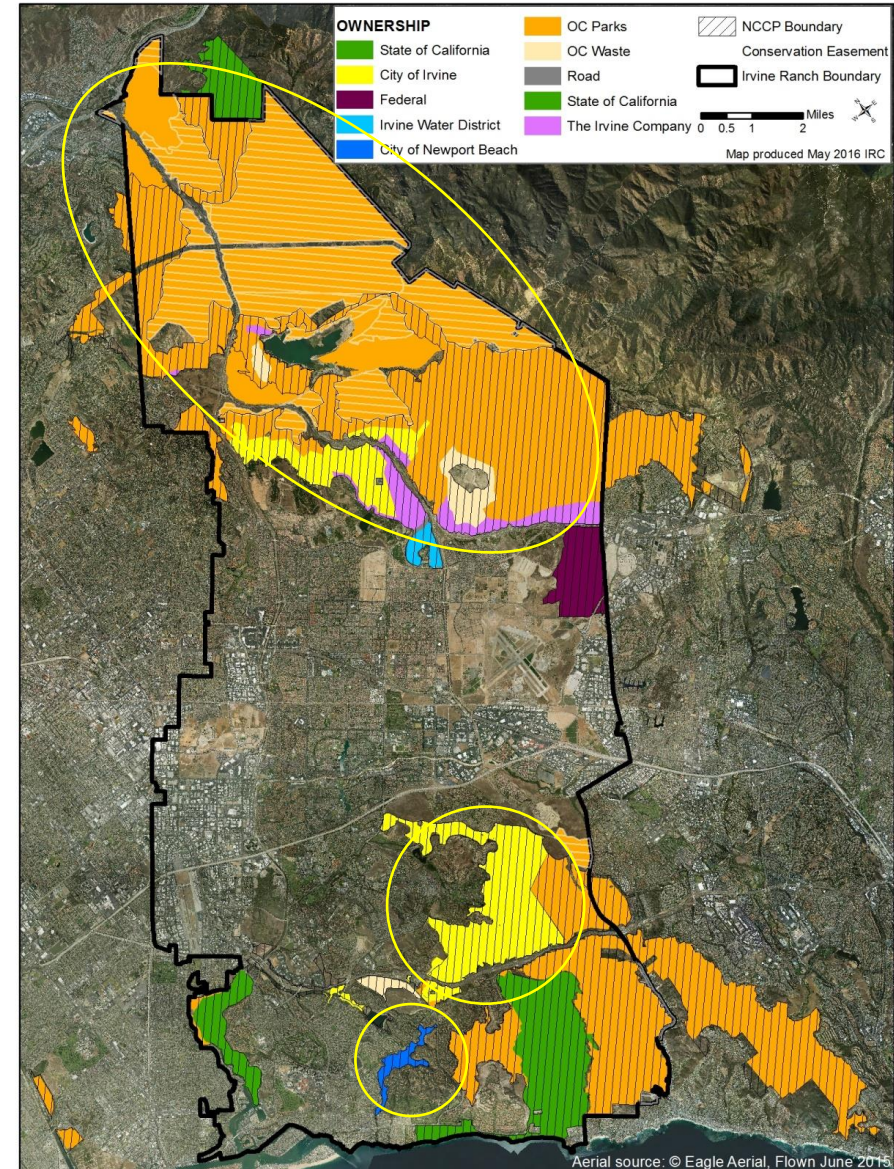 OWNERSHIP
State of California
City of Irvine
Federal
Irvine Water District
City of Newport Beach
OC Parks
OC Waste
Road
State of California
The Irvine Company
NCCP Boundary
Conservation Easement
Irvine Ranch Boundary
Miles
0 0.5 1 2
Map produced May 2016 IRC
Aerial source: © Eagle Aerial, Flown June 2015